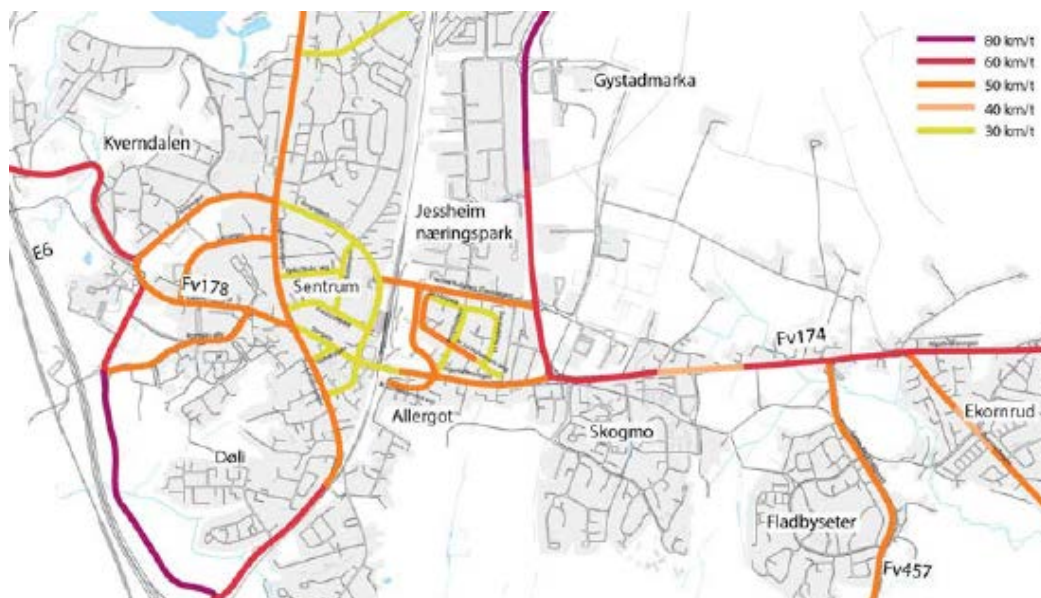 80 km/t
60 km/t
50 km/t
40 km/t
30 km/t
Gystadmarka
Kverndalen
Jessheim
næringspark
E6
Fv178
Sentrum
Fv174
Allergot
Skogmo
Ekornrud
Døli
Fladbyseter
Fv457